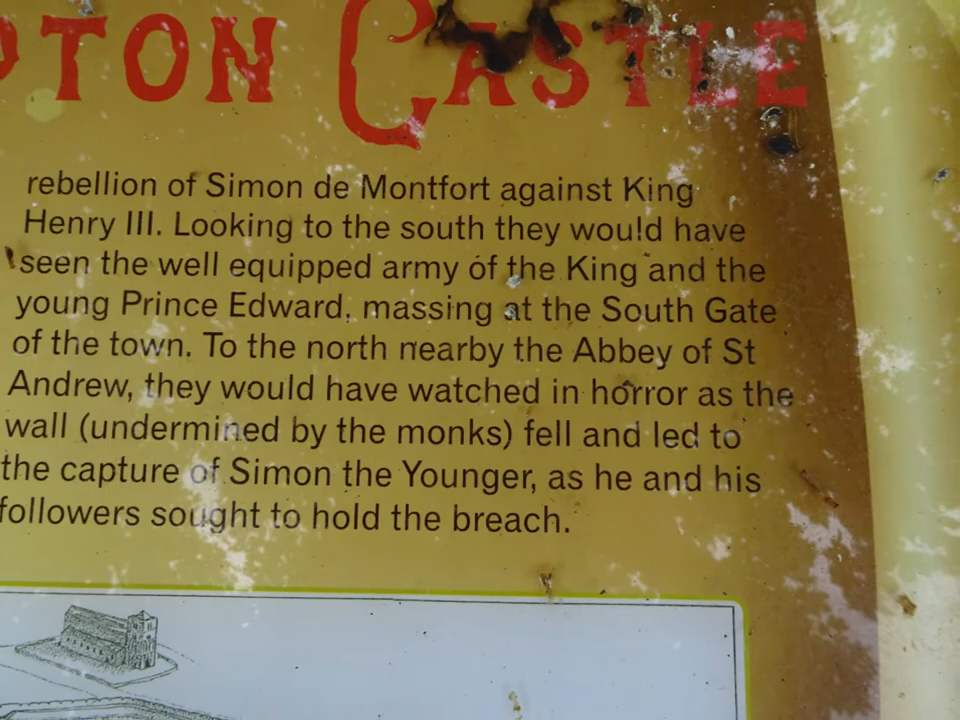 PTON CASTLE
rebellion of Simon de Montfort against King
Henry III. Looking to the south they would have
seen the well equipped army of the King and the
young Prince Edward, massing at the South Gate
of the town. To the north nearby the Abbey of St
Andrew, they would have watched in horror as the
wall (undermined by the monks) fell and led to
the capture of Simon the Younger, as he and his
followers sought to hold the breach.